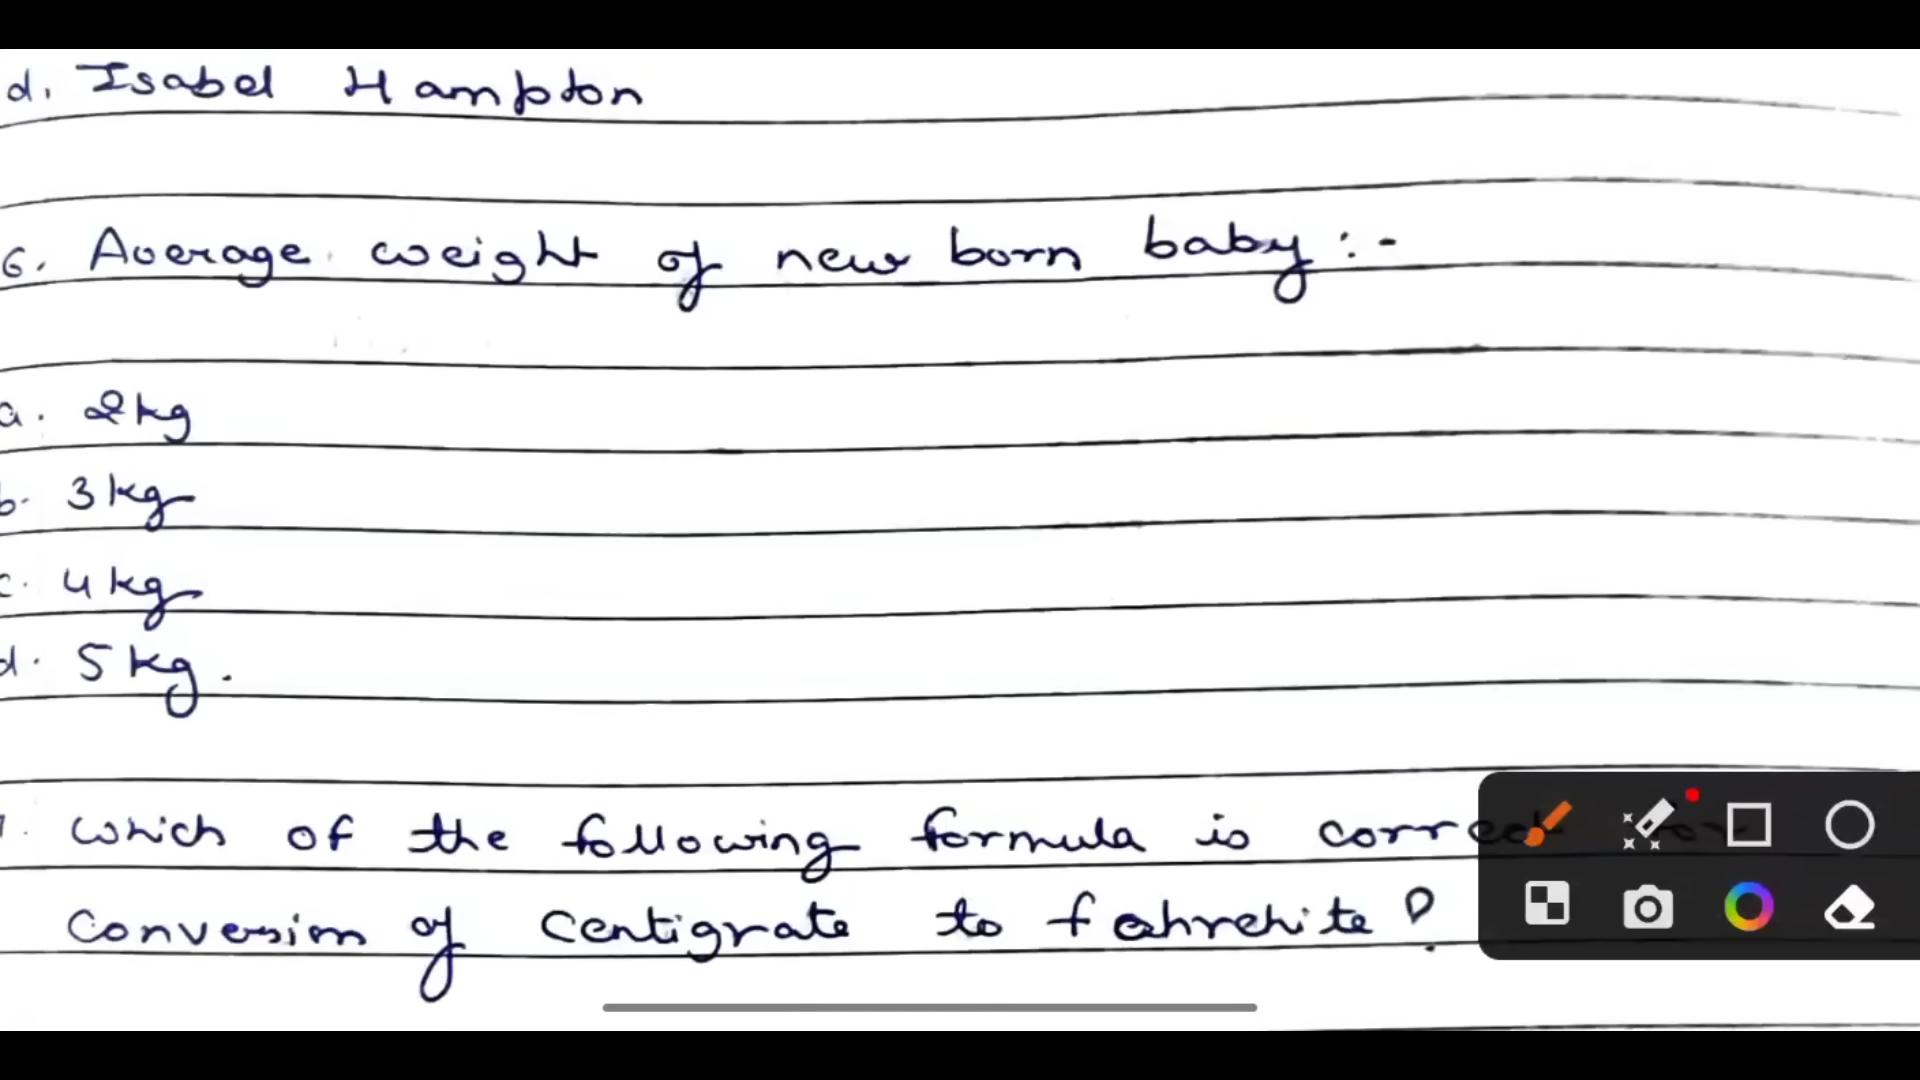 d. Isabel Hampton
6. Average weight of new born baby :-
a. 2kg
b. 3kg
c. 4kg
d. 5kg.
7. which of the following formula is correct for
conversion of centigrate to fahrehite ?